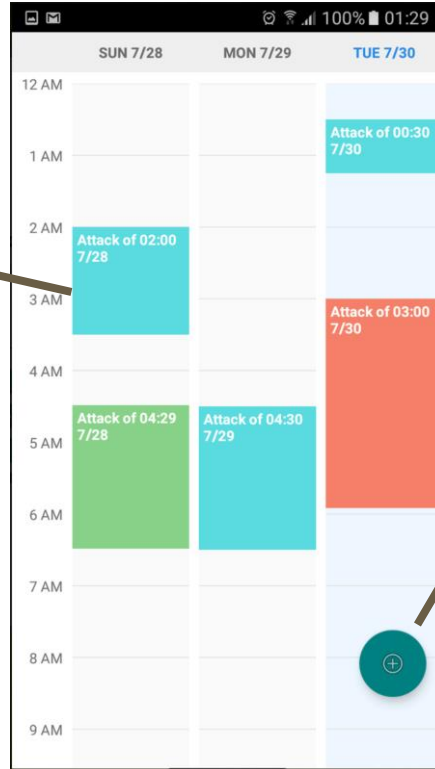 100% 01:29
SUN 7/28 MON 7/29 TUE 7/30
12 AM
Attack of 00:30
7/30
1 AM
2 AM
Attack of 02:00
7/28
3 AM
Attack of 03:00
7/30
4 AM
Attack of 04:29
7/28
Attack of 04:30
7/29
5 AM
6 AM
7 AM
8 AM
9 AM